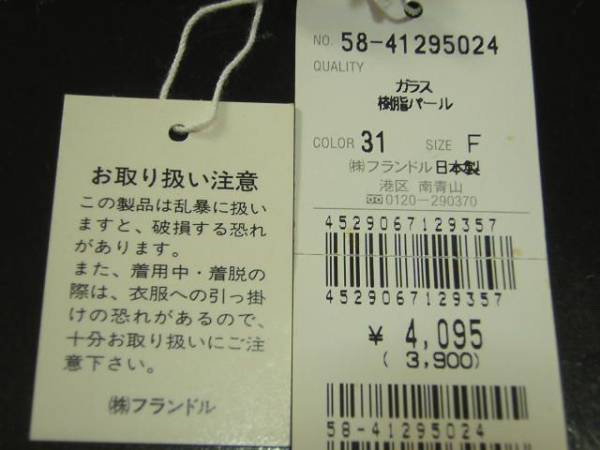 お取り扱い注意
この製品は乱暴に扱い
ますと、破損する恐れ
があります。
また、着用中・着脱の
際は、衣服への引っ掛
けの恐れがあるので、
十分お取り扱いにご注
意下さい。
㈱フランドル
NO. 58-41295024
QUALITY
ガラス
樹脂パール
COLOR 31 SIZE F
㈱フランドル 日本製
港区 南青山
0120-290370
4529067129357
4529067129357
¥ 4,095
(3,900)
58-41295024